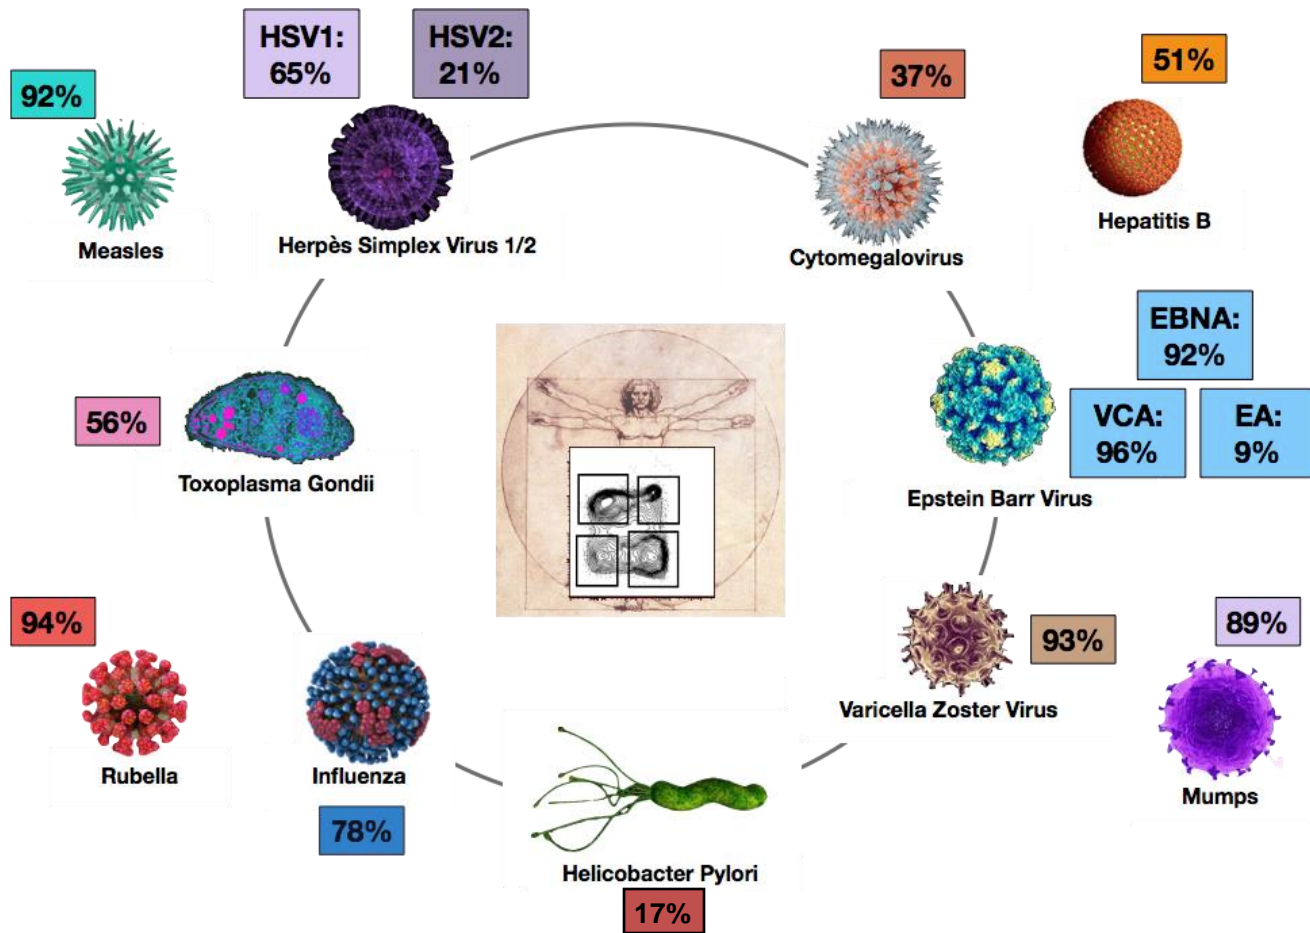 HSV1:
65%
HSV2:
21%
92%
37%
51%
Measles
Herpès Simplex Virus 1/2
Cytomegalovirus
Hepatitis B
EBNA:
92%
VCA:
96%
EA:
9%
56%
Toxoplasma Gondii
Epstein Barr Virus
94%
93%
89%
Rubella
Influenza
Varicella Zoster Virus
Mumps
78%
Helicobacter Pylori
17%